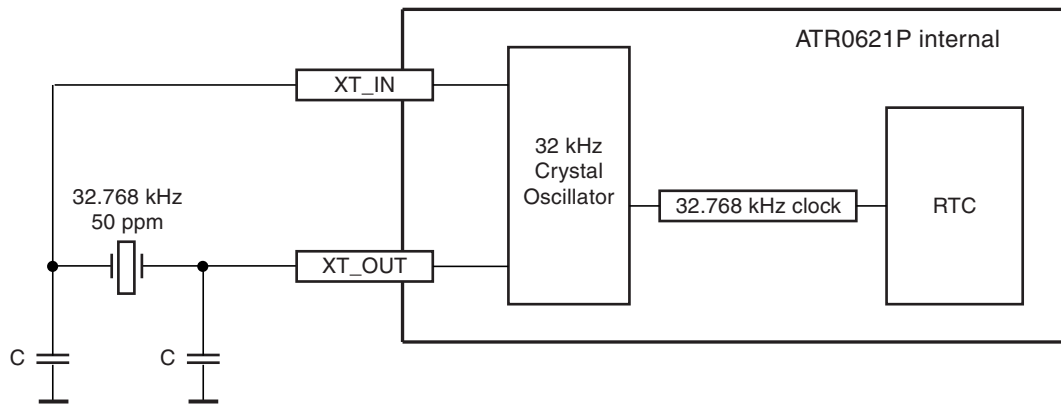 ATR0621P internal
XT_IN
32 kHz
Crystal
Oscillator
32.768 kHz
50 ppm
32.768 kHz clock
RTC
XT_OUT
C
C